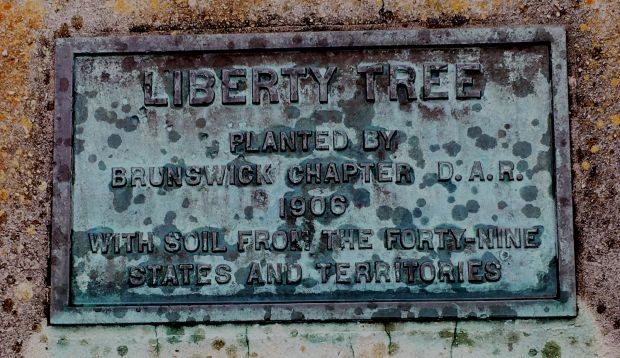 LIBERTY TREE
PLANTED BY
BRUNSWICK CHAPTER D.A.R.
1906
WITH SOIL FROM THE FORTY-NINE
STATES AND TERRITORIES